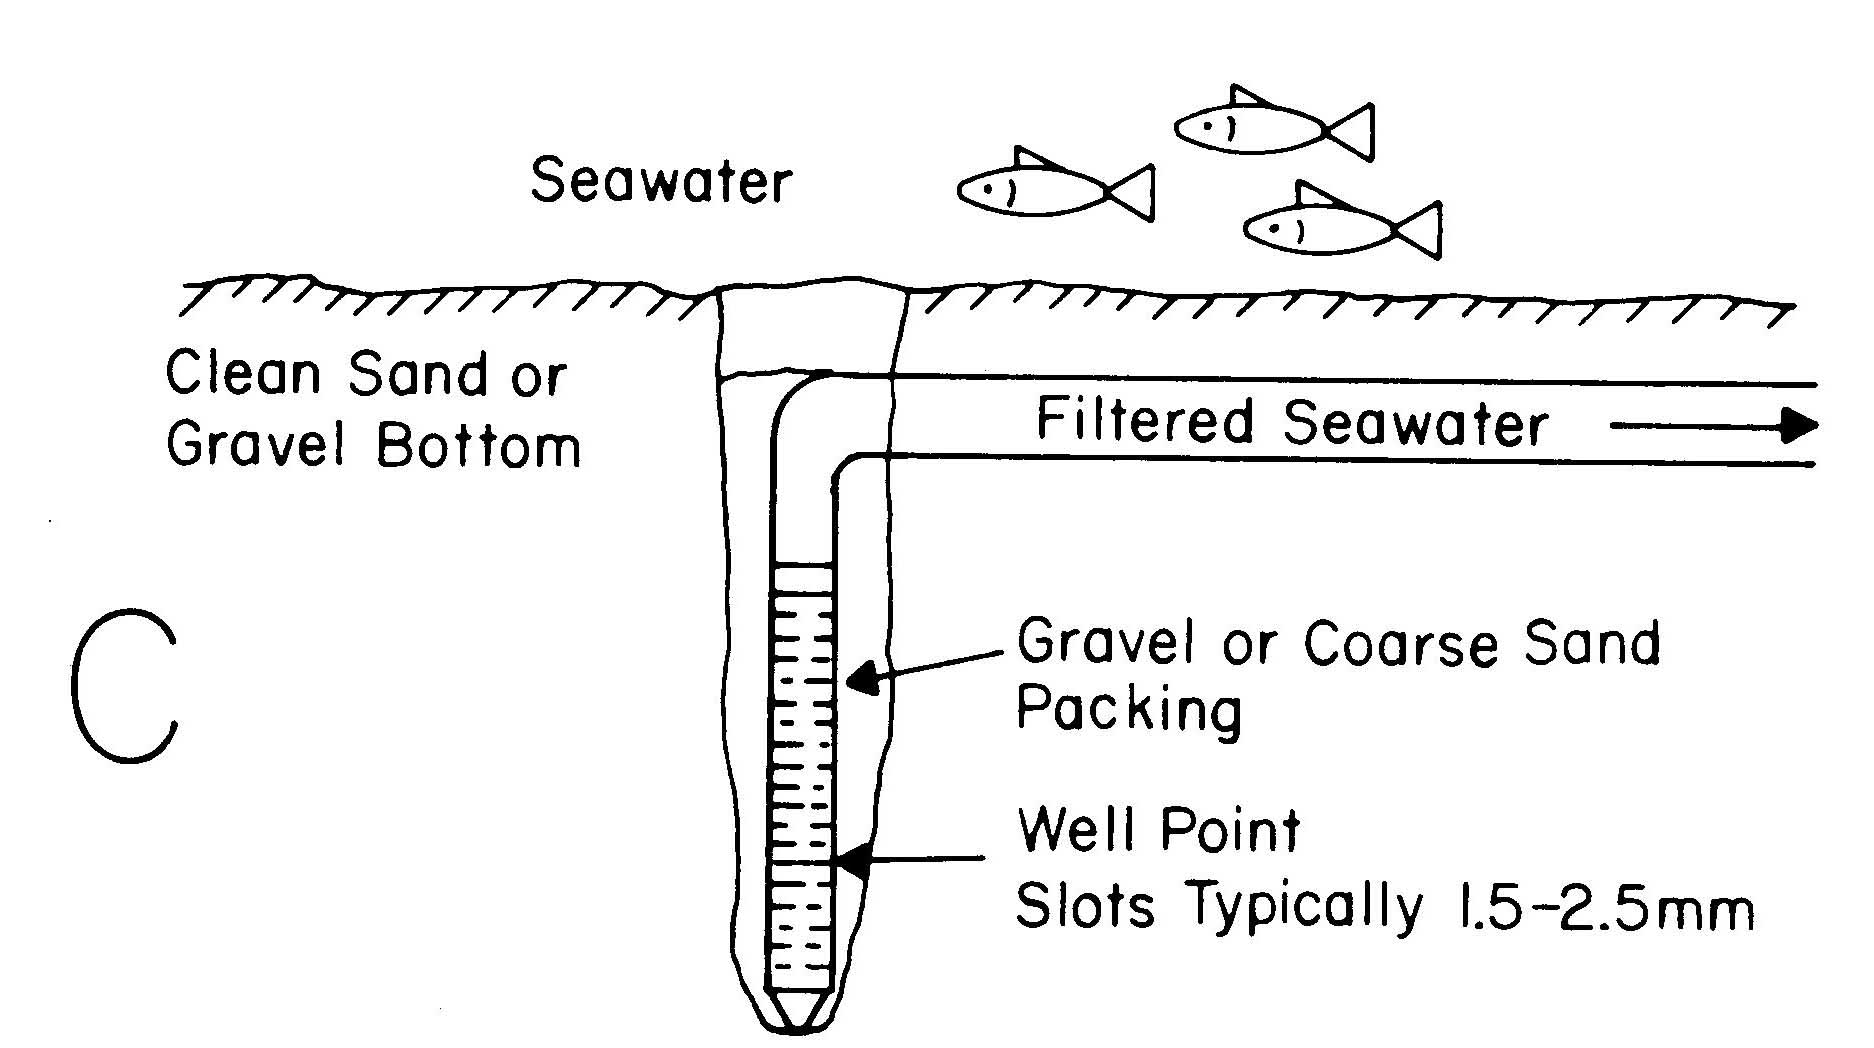 Seawater
Clean Sand or
Gravel Bottom
Filtered Seawater
C
Gravel or Coarse Sand
Packing
Well Point
Slots Typically 1.5-2.5mm